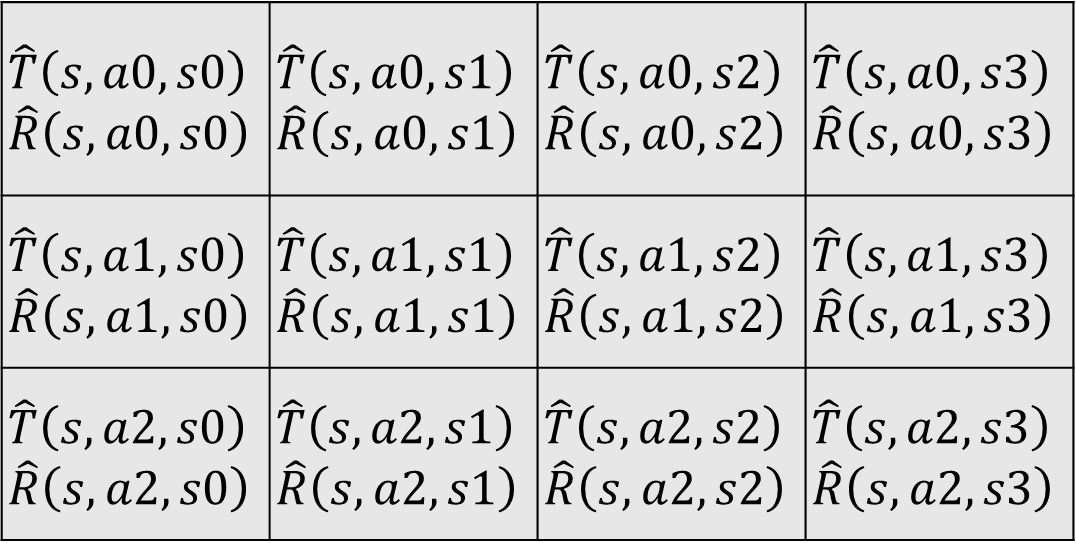 T̂(s, a0, s0) T̂(s, a0, s1) T̂(s, a0, s2) T̂(s, a0, s3)
R̂(s, a0, s0) R̂(s, a0, s1) R̂(s, a0, s2) R̂(s, a0, s3)
T̂(s, a1, s0) T̂(s, a1, s1) T̂(s, a1, s2) T̂(s, a1, s3)
R̂(s, a1, s0) R̂(s, a1, s1) R̂(s, a1, s2) R̂(s, a1, s3)
T̂(s, a2, s0) T̂(s, a2, s1) T̂(s, a2, s2) T̂(s, a2, s3)
R̂(s, a2, s0) R̂(s, a2, s1) R̂(s, a2, s2) R̂(s, a2, s3)